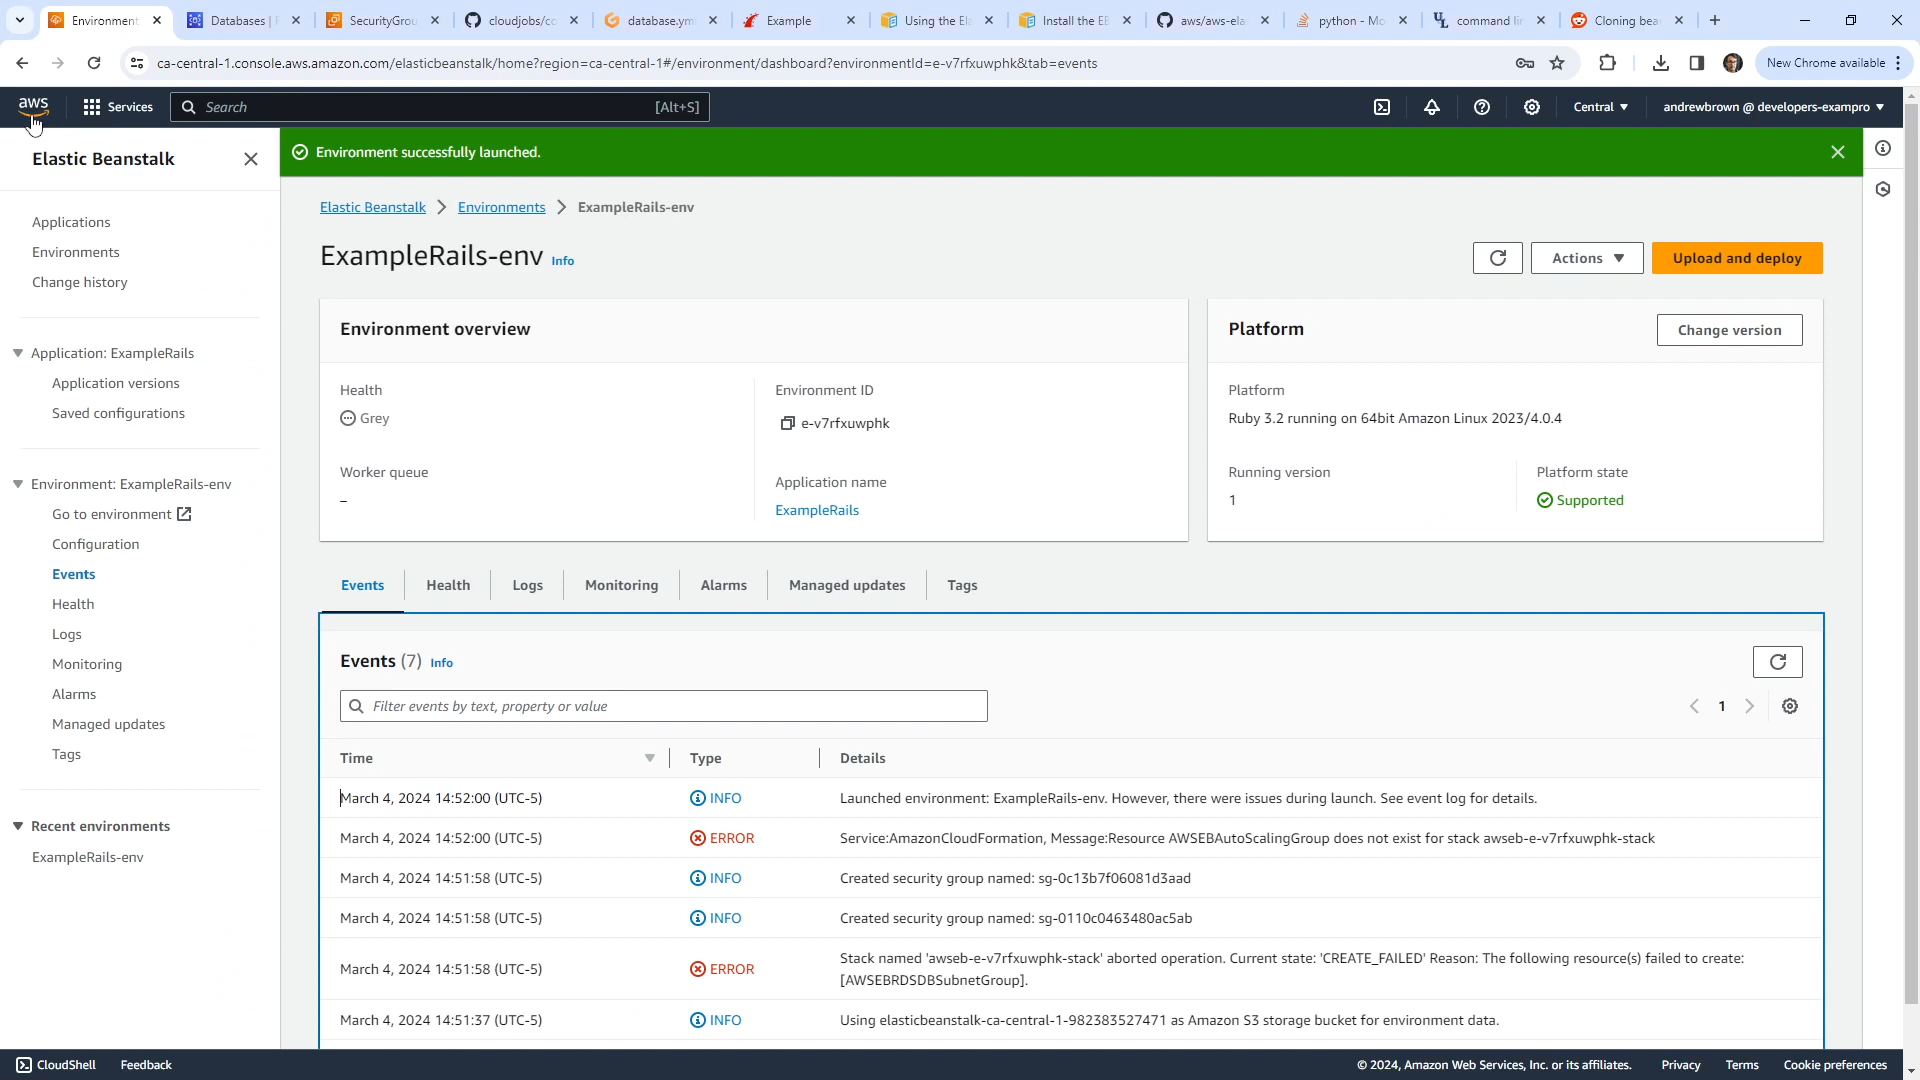 Environment
Databases | F
SecurityGrou
cloudjobs/co
database.ym
Example
Using the Ela
Install the EB
aws/aws-elas
python - Mo
command lin
Cloning bea
ca-central-1.console.aws.amazon.com/elasticbeanstalk/home?region=ca-central-1#/environment/dashboard?environmentId=e-v7rfxuwphk&tab=events
New Chrome available
aws
Services
Search
[Alt+S]
Central
andrewbrown @ developers-exampro
Elastic Beanstalk
Environment successfully launched.
Applications
Environments
Change history
Application: ExampleRails
Application versions
Saved configurations
Environment: ExampleRails-env
Go to environment
Configuration
Events
Health
Logs
Monitoring
Alarms
Managed updates
Tags
Recent environments
ExampleRails-env
Elastic Beanstalk
Environments
ExampleRails-env
ExampleRails-env Info
Actions
Upload and deploy
Environment overview
Health
Grey
Worker queue
–
Environment ID
e-v7rfxuwphk
Application name
ExampleRails
Platform
Change version
Platform
Ruby 3.2 running on 64bit Amazon Linux 2023/4.0.4
Running version
1
Platform state
Supported
Events
Health
Logs
Monitoring
Alarms
Managed updates
Tags
Events (7) Info
Filter events by text, property or value
1
Time
Type
Details
March 4, 2024 14:52:00 (UTC-5)
INFO
Launched environment: ExampleRails-env. However, there were issues during launch. See event log for details.
March 4, 2024 14:52:00 (UTC-5)
ERROR
Service:AmazonCloudFormation, Message:Resource AWSEBAutoScalingGroup does not exist for stack awseb-e-v7rfxuwphk-stack
March 4, 2024 14:51:58 (UTC-5)
INFO
Created security group named: sg-0c13b7f06081d3aad
March 4, 2024 14:51:58 (UTC-5)
INFO
Created security group named: sg-0110c0463480ac5ab
March 4, 2024 14:51:58 (UTC-5)
ERROR
Stack named 'awseb-e-v7rfxuwphk-stack' aborted operation. Current state: 'CREATE_FAILED' Reason: The following resource(s) failed to create:
[AWSEBRDSDBSubnetGroup].
March 4, 2024 14:51:37 (UTC-5)
INFO
Using elasticbeanstalk-ca-central-1-982383527471 as Amazon S3 storage bucket for environment data.
CloudShell
Feedback
© 2024, Amazon Web Services, Inc. or its affiliates.
Privacy
Terms
Cookie preferences